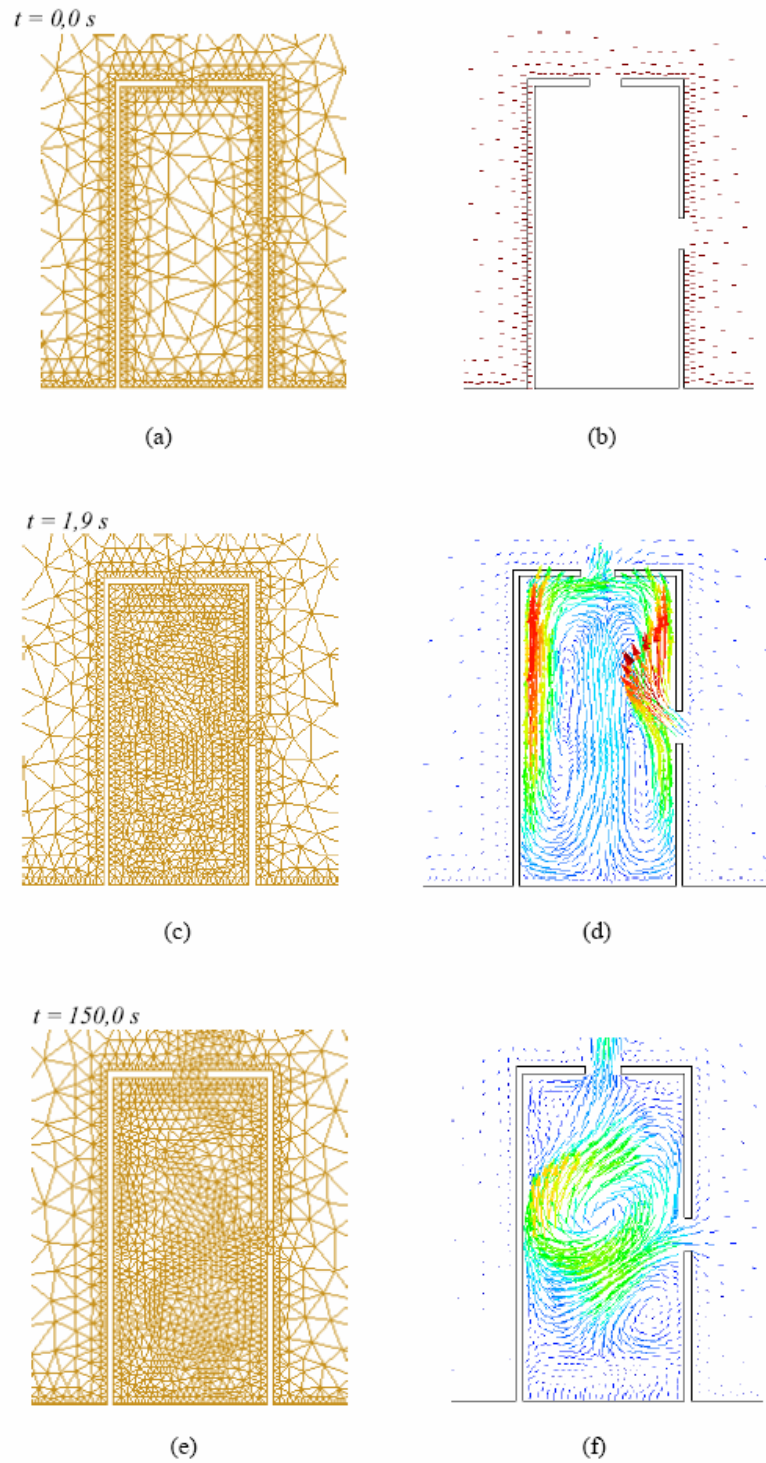 t = 0,0 s
(a)
(b)
t = 1,9 s
(c)
(d)
t = 150,0 s
(e)
(f)